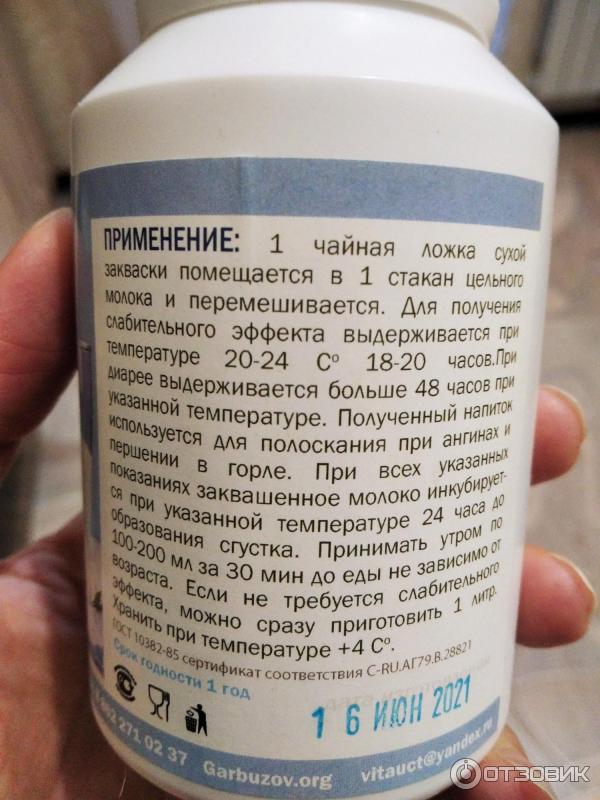 ПРИМЕНЕНИЕ: 1 чайная ложка сухой
закваски помещается в 1 стакан цельного
молока и перемешивается. Для получения
слабительного эффекта выдерживается при
температуре 20-24 С° 18-20 часов.При
диарее выдерживается больше 48 часов при
указанной температуре. Полученный напиток
используется для полоскания при ангинах и
першении в горле. При всех указанных
показаниях заквашенное молоко инкубирует-
ся при указанной температуре 24 часа до
образования сгустка. Принимать утром по
100-200 мл за 30 мин до еды не зависимо от
возраста. Если не требуется слабительного
эффекта, можно сразу приготовить 1 литр.
Хранить при температуре +4 С°.
ГОСТ 10382-85 сертификат соответствия C-RU.АГ79.В.28821
Срок годности 1 год
1 6 ИЮН 2021
271 02 37
Garbuzov.org
vitauct@yandex.ru
ОТЗОВИК